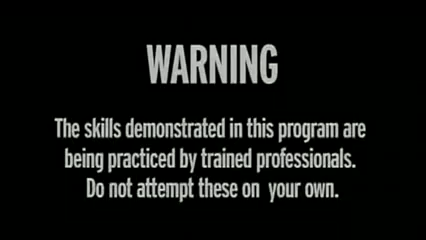 WARNING
The skills demonstrated in this program are
being practiced by trained professionals.
Do not attempt these on your own.